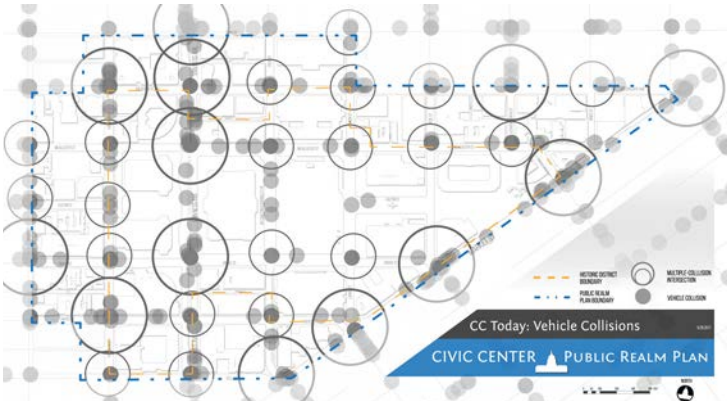 HISTORIC DISTRICT
BOUNDARY
PUBLIC REALM
PLAN BOUNDARY
MULTIPLE-COLLISION
INTERSECTION
VEHICLE COLLISION
CC Today: Vehicle Collisions
CIVIC CENTER PUBLIC REALM PLAN
NORTH